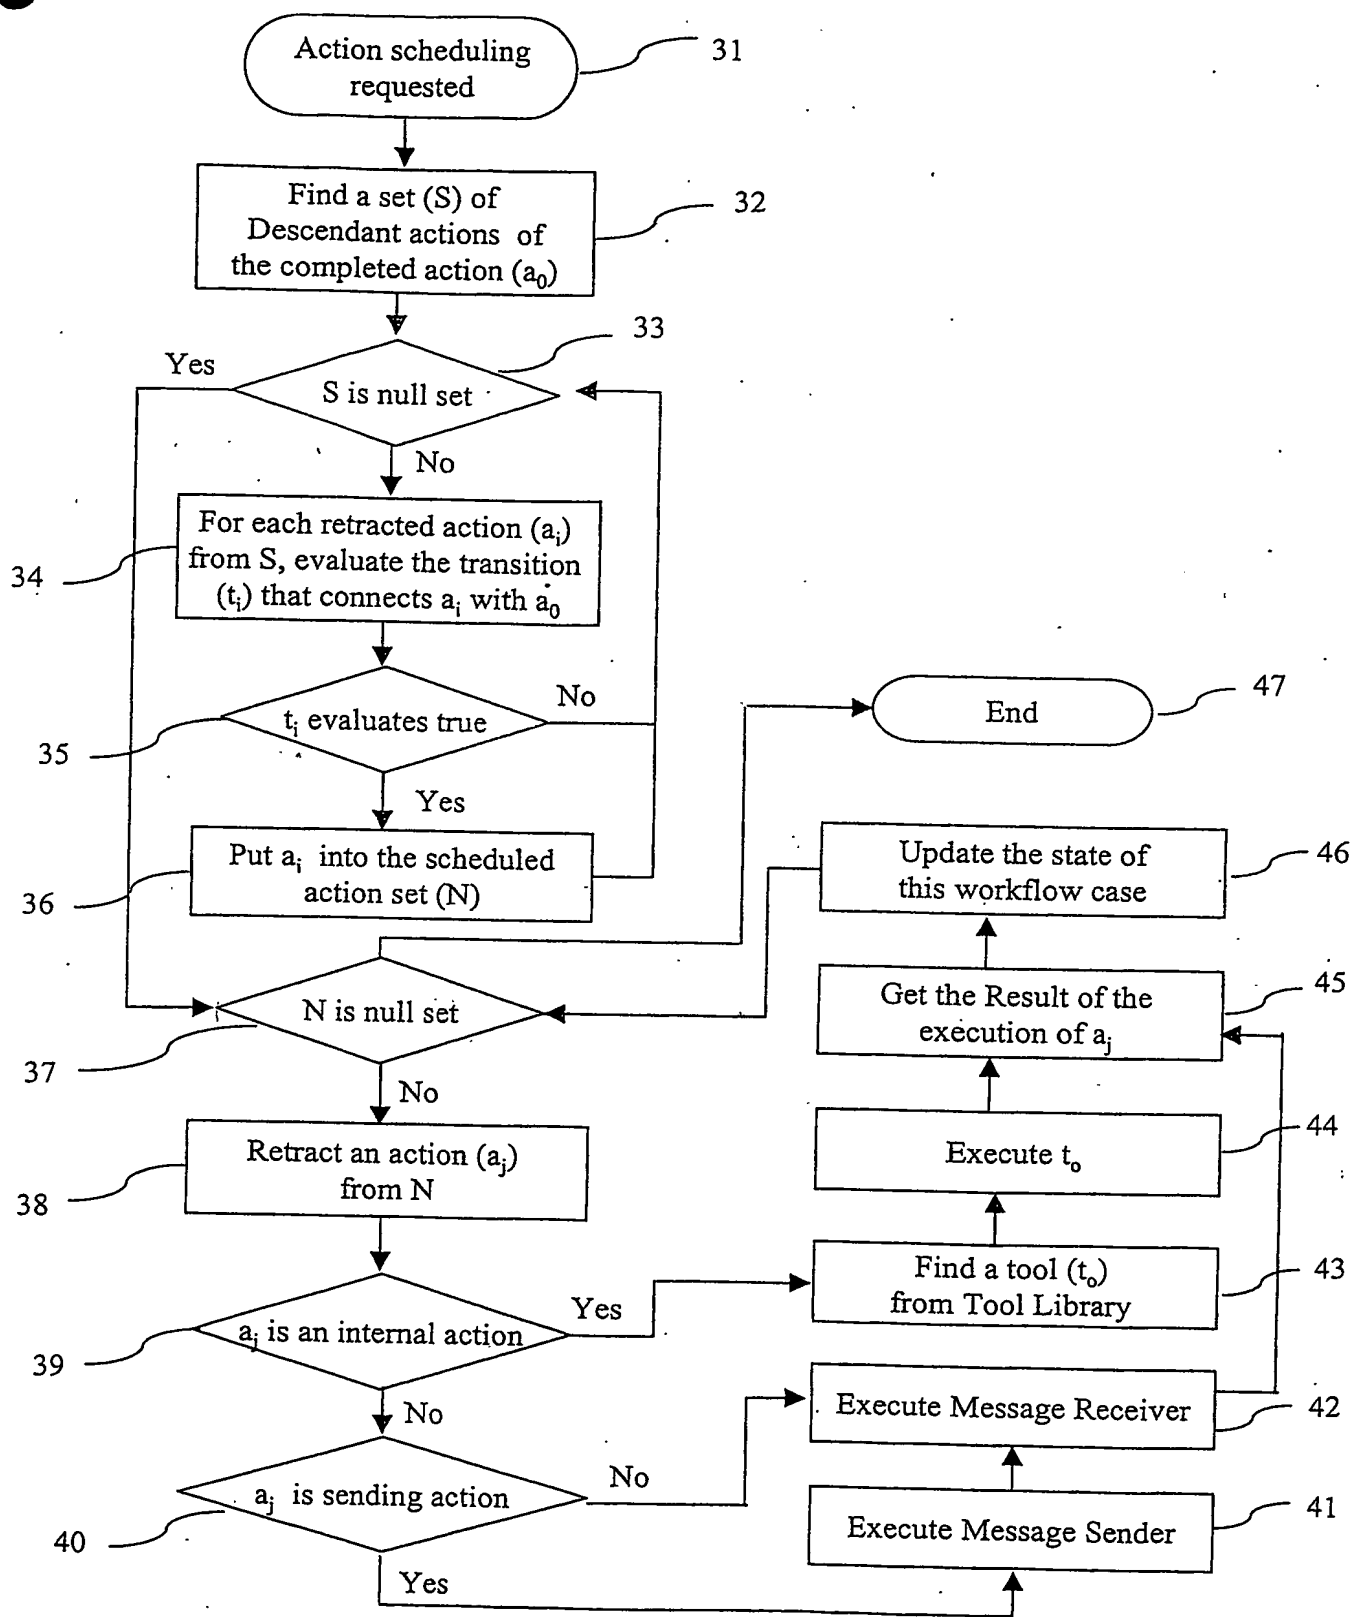 Action scheduling
requested
31
Find a set (S) of
Descendant actions of
the completed action (a₀)
32
33
Yes
S is null set
No
For each retracted action (aᵢ)
from S, evaluate the transition
(tᵢ) that connects aᵢ with a₀
34
No
tᵢ evaluates true
35
Yes
Put aᵢ into the scheduled
action set (N)
36
N is null set
37
No
Retract an action (aⱼ)
from N
38
aⱼ is an internal action
Yes
39
No
aⱼ is sending action
No
40
Yes
End
47
Update the state of
this workflow case
46
Get the Result of the
execution of aⱼ
45
Execute tₒ
44
Find a tool (tₒ)
from Tool Library
43
Execute Message Receiver
42
Execute Message Sender
41